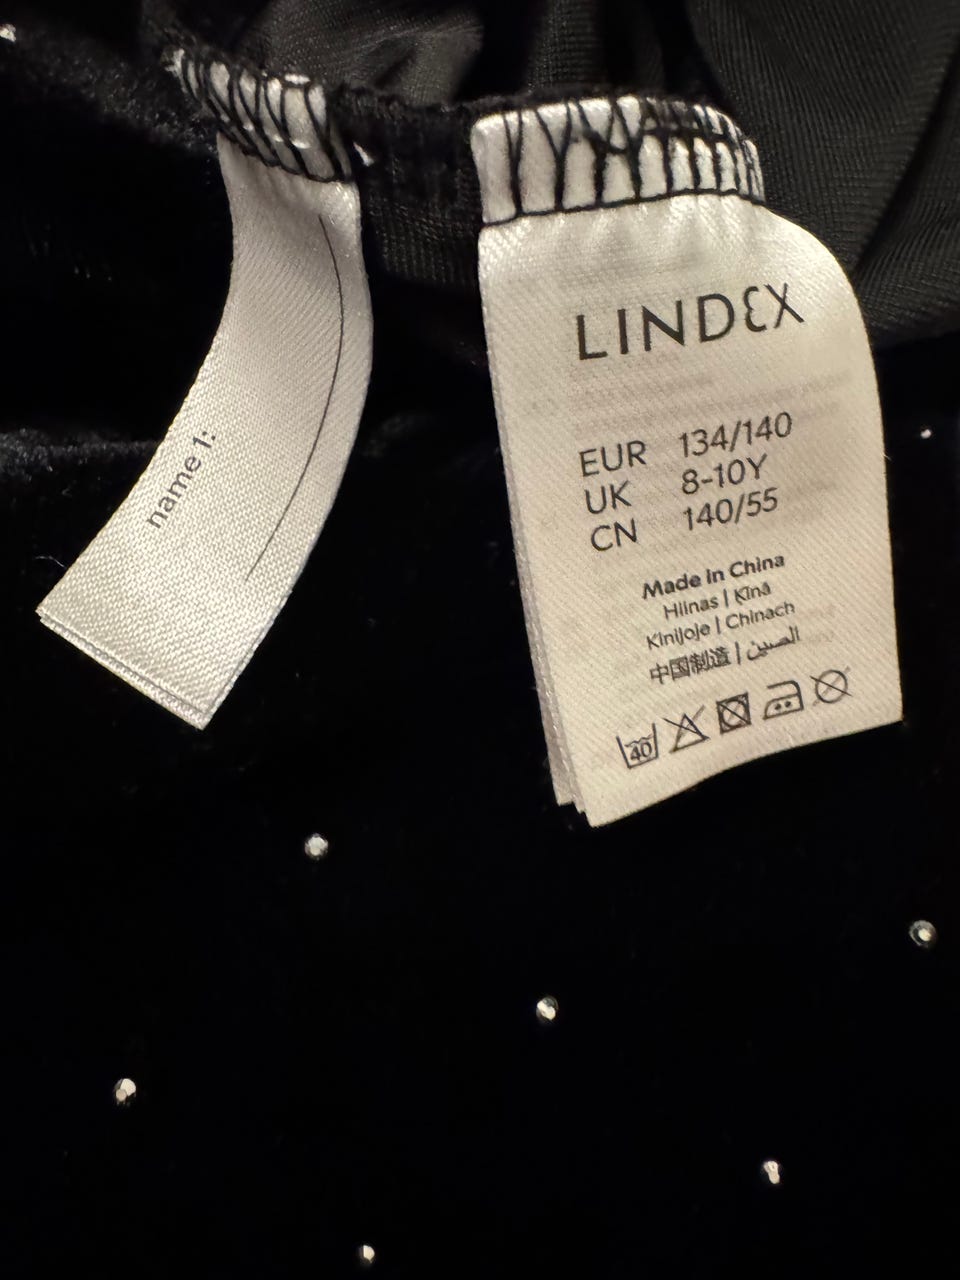 name 1:
LINDEX
EUR 134/140
UK 8-10Y
CN 140/55
Made in China
Hiinas | Ķīnā
Kinijoje | Chinach
中国制造 | الصين
40